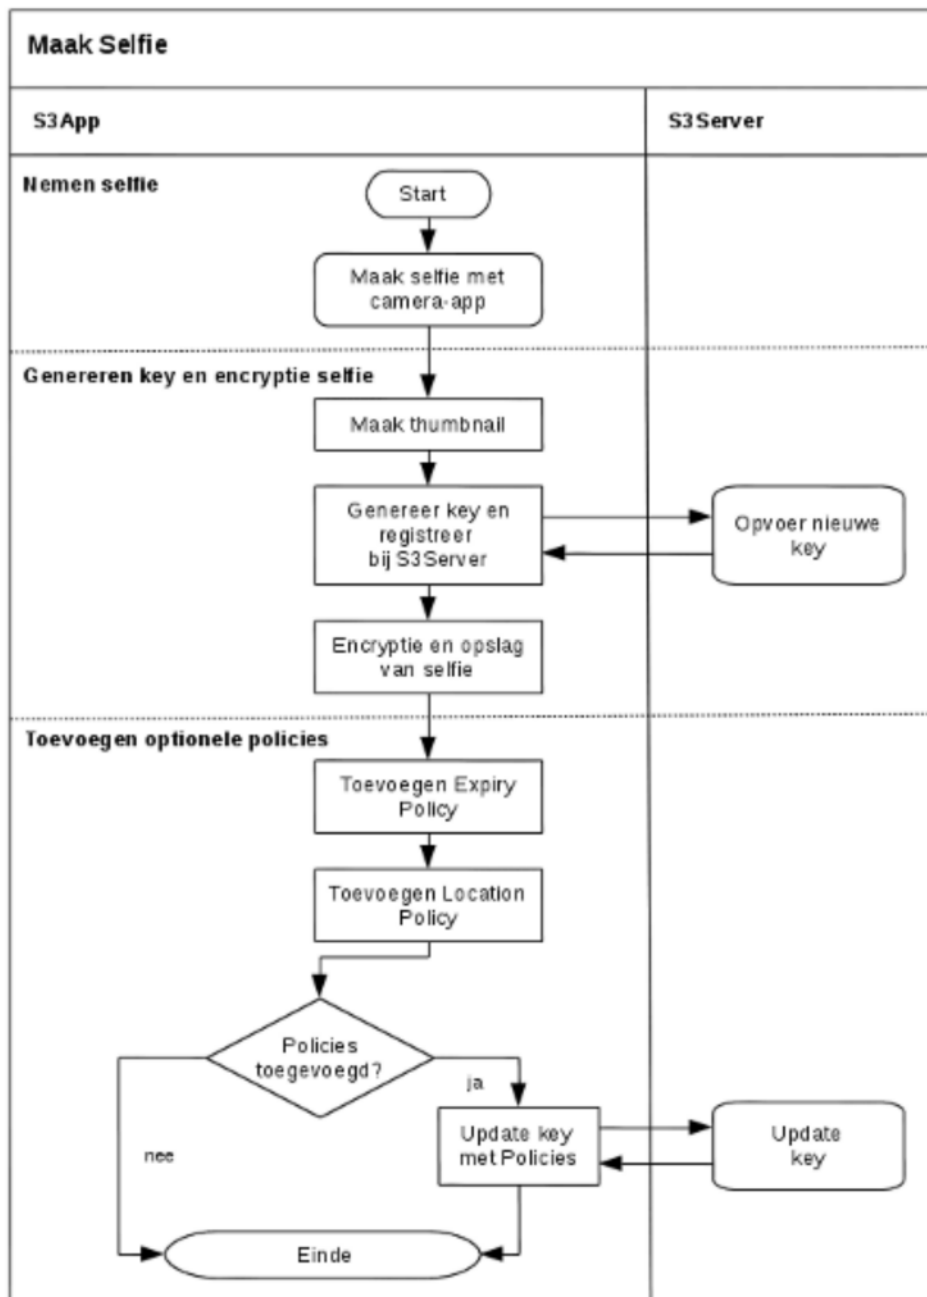 Maak Selfie
S3App
S3Server
Nemen selfie
Start
Maak selfie met
camera-app
Genereren key en encryptie selfie
Maak thumbnail
Genereer key en
registreer
bij S3Server
Opvoer nieuwe
key
Encryptie en opslag
van selfie
Toevoegen optionele policies
Toevoegen Expiry
Policy
Toevoegen Location
Policy
Policies
toegevoegd?
ja
nee
Update key
met Policies
Update
key
Einde